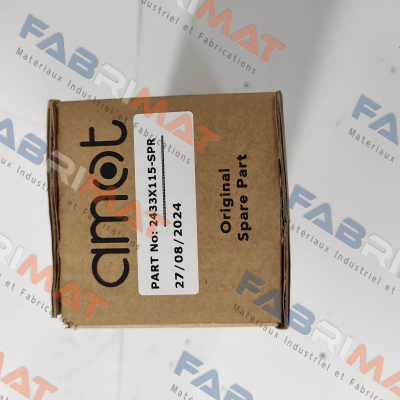 amot
PART No: 2433X115-SPR
27/08/2024
Original
Spare Part
FABRIMAT
Materiaux Industriel et Fabrications